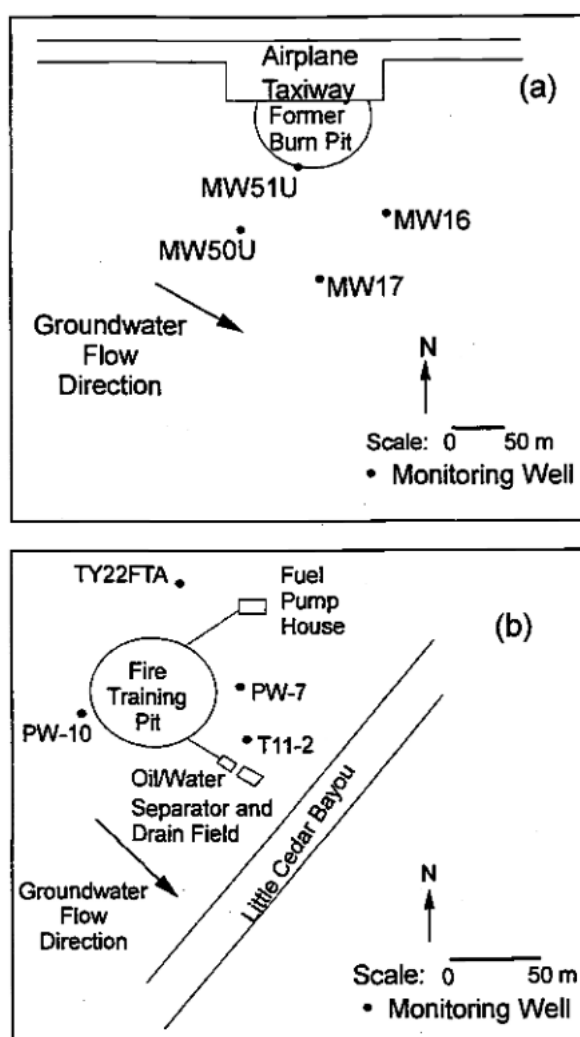 Airplane
Taxiway
(a)
Former
Burn Pit
MW51U
MW16
MW50U
MW17
Groundwater
Flow
Direction
N
Scale: 0 50 m
• Monitoring Well
TY22FTA
Fuel
Pump
House
(b)
Fire
Training
Pit
PW-7
PW-10
T11-2
Oil/Water
Separator and
Drain Field
Little Cedar Bayou
Groundwater
Flow
Direction
N
Scale: 0 50 m
• Monitoring Well